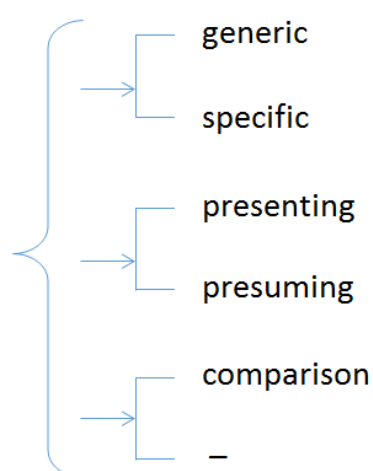 generic
specific
presenting
presuming
comparison
–